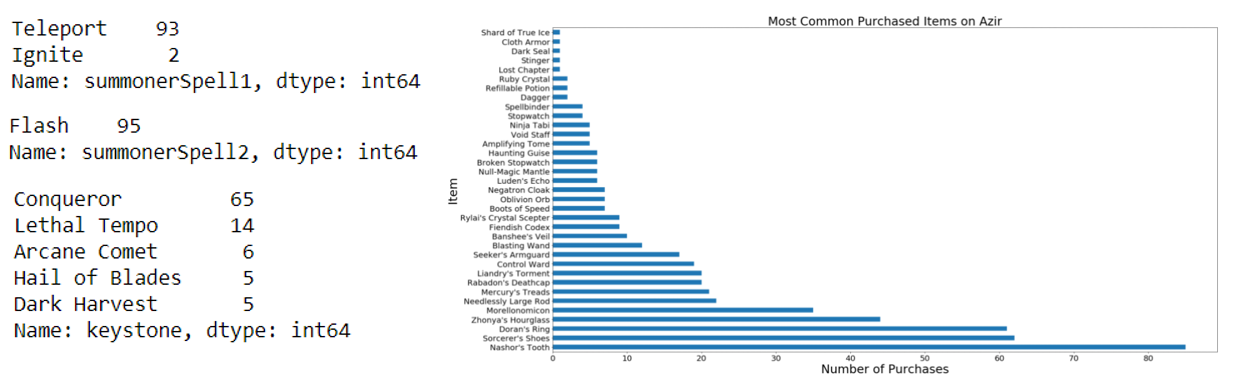 Teleport    93
Ignite       2
Name: summonerSpell1, dtype: int64
Flash    95
Name: summonerSpell2, dtype: int64
Conqueror         65
Lethal Tempo      14
Arcane Comet       6
Hail of Blades     5
Dark Harvest       5
Name: keystone, dtype: int64
Most Common Purchased Items on Azir
Item
Shard of True Ice
Cloth Armor
Dark Seal
Stinger
Lost Chapter
Ruby Crystal
Refillable Potion
Dagger
Spellbinder
Stopwatch
Ninja Tabi
Void Staff
Amplifying Tome
Haunting Guise
Broken Stopwatch
Null-Magic Mantle
Luden's Echo
Negatron Cloak
Oblivion Orb
Boots of Speed
Rylai's Crystal Scepter
Fiendish Codex
Banshee's Veil
Blasting Wand
Seeker's Armguard
Control Ward
Liandry's Torment
Rabadon's Deathcap
Mercury's Treads
Needlessly Large Rod
Morellonomicon
Zhonya's Hourglass
Doran's Ring
Sorcerer's Shoes
Nashor's Tooth
0 10 20 30 40 50 60 70 80
Number of Purchases